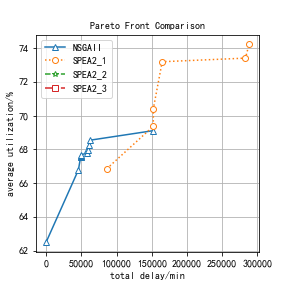 Pareto Front Comparison
NSGAII
SPEA2_1
SPEA2_2
SPEA2_3
average utilization/%
74
72
70
68
66
64
62
0 50000 100000 150000 200000 250000 300000
total delay/min